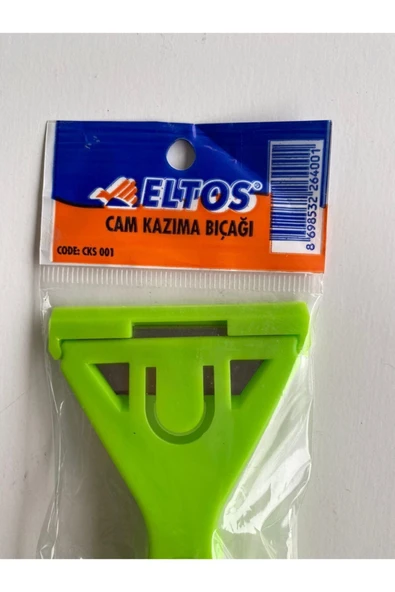 ELTOS®
CAM KAZIMA BIÇAĞI
CODE: CKS 001
8 698532 264001